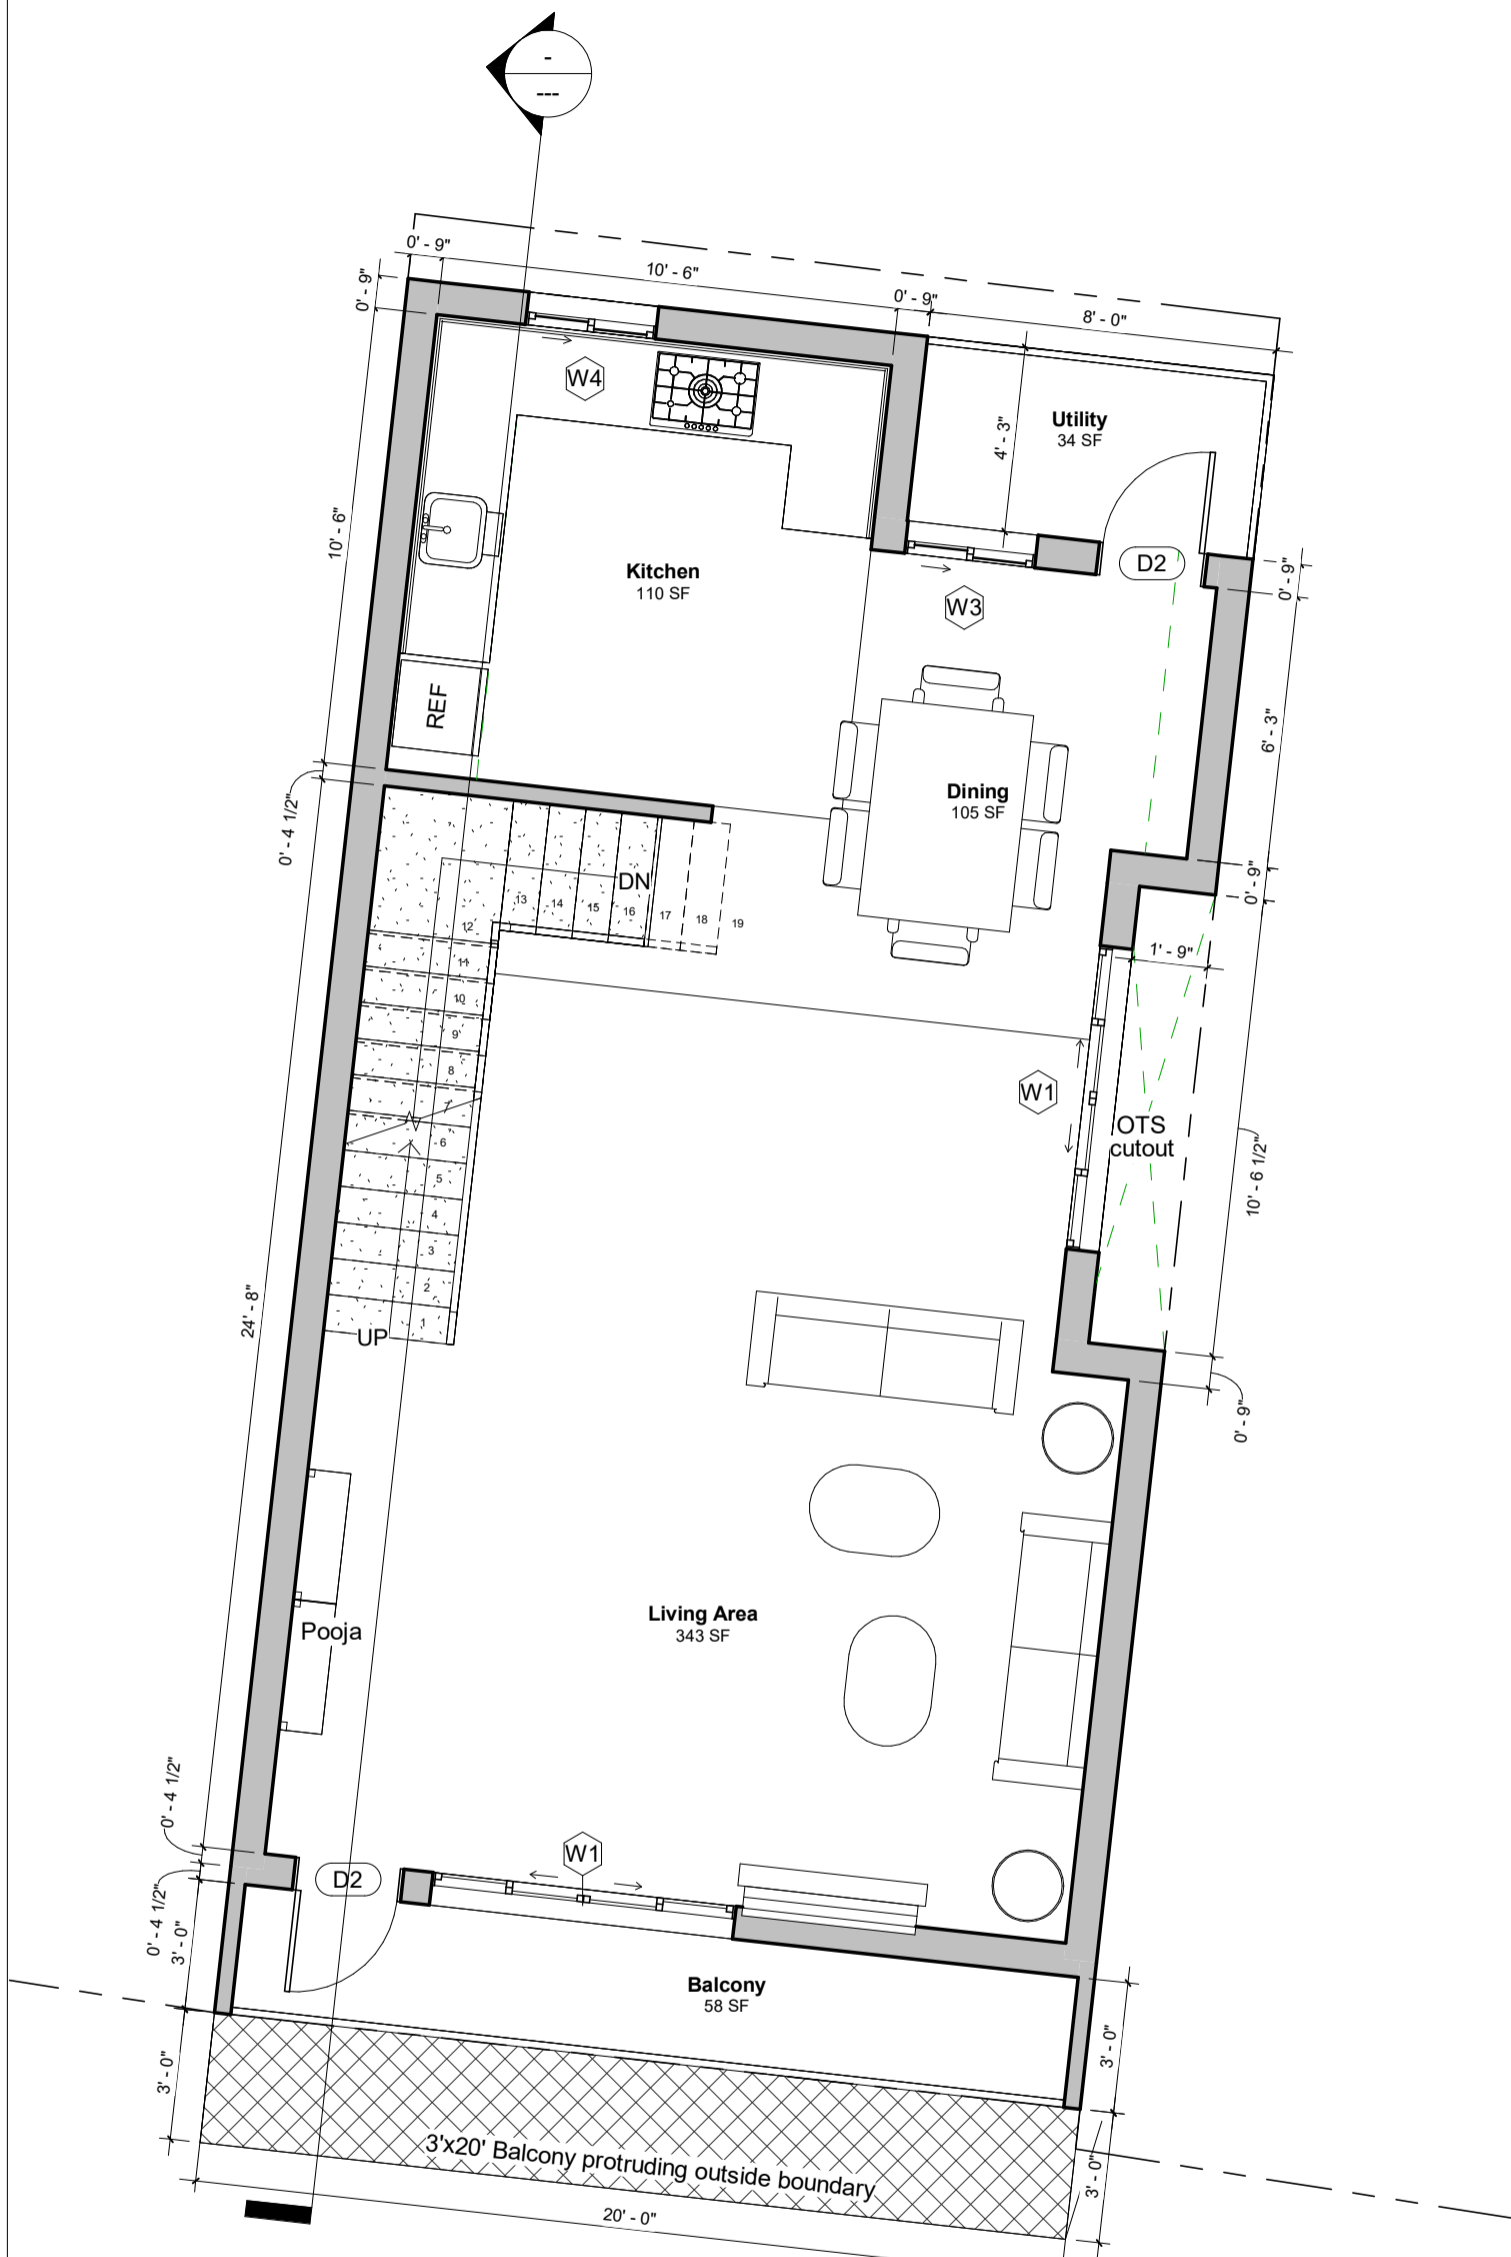 -
---
0' - 9"
10' - 6"
0' - 9"
8' - 0"
0' - 9"
W4
4' - 3"
Utility
34 SF
10' - 6"
Kitchen
110 SF
D2
0' - 9"
W3
REF
6' - 3"
Dining
105 SF
0' - 4 1/2"
DN
13
14
15
16
17
18
19
0' - 9"
1' - 9"
12
11
10
9
8
7
6
5
4
3
2
1
UP
W1
OTS
cutout
10' - 6 1/2"
24' - 8"
0' - 9"
Living Area
343 SF
Pooja
0' - 4 1/2"
0' - 4 1/2"
3' - 0"
D2
W1
Balcony
58 SF
3' - 0"
3' - 0"
3'x20' Balcony protruding outside boundary
3' - 0"
20' - 0"